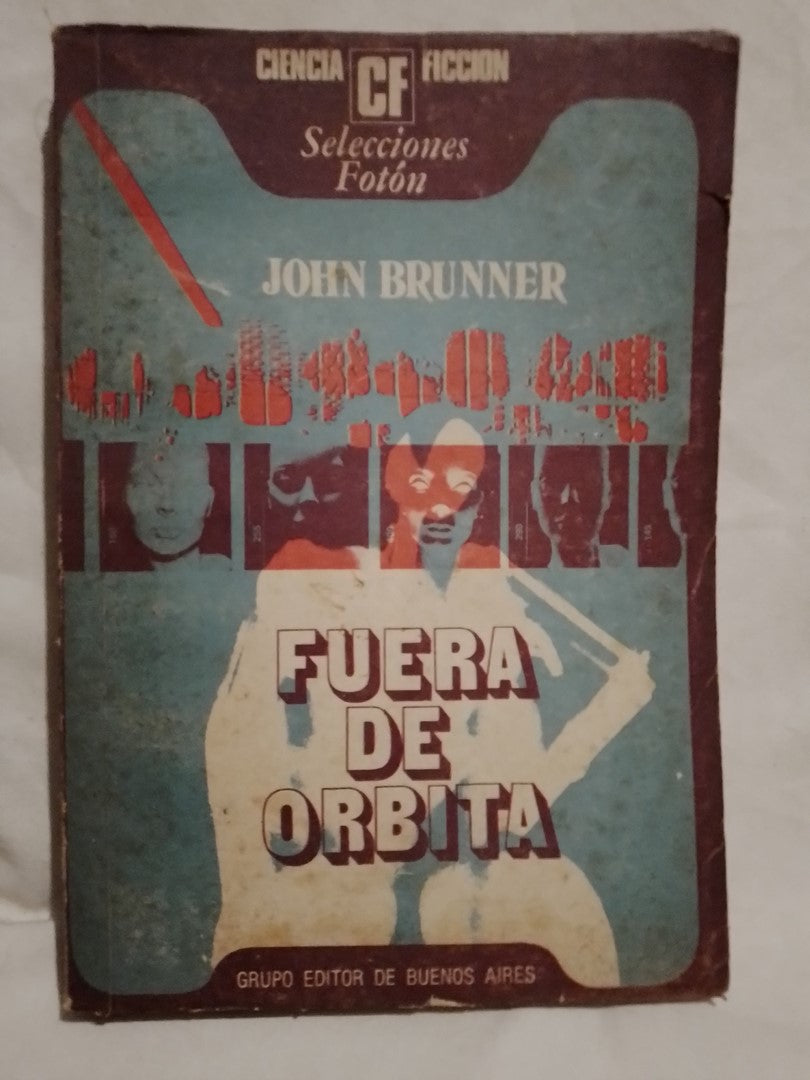 CIENCIA CF FICCION
Selecciones
Fotón
JOHN BRUNNER
FUERA
DE
ORBITA
GRUPO EDITOR DE BUENOS AIRES